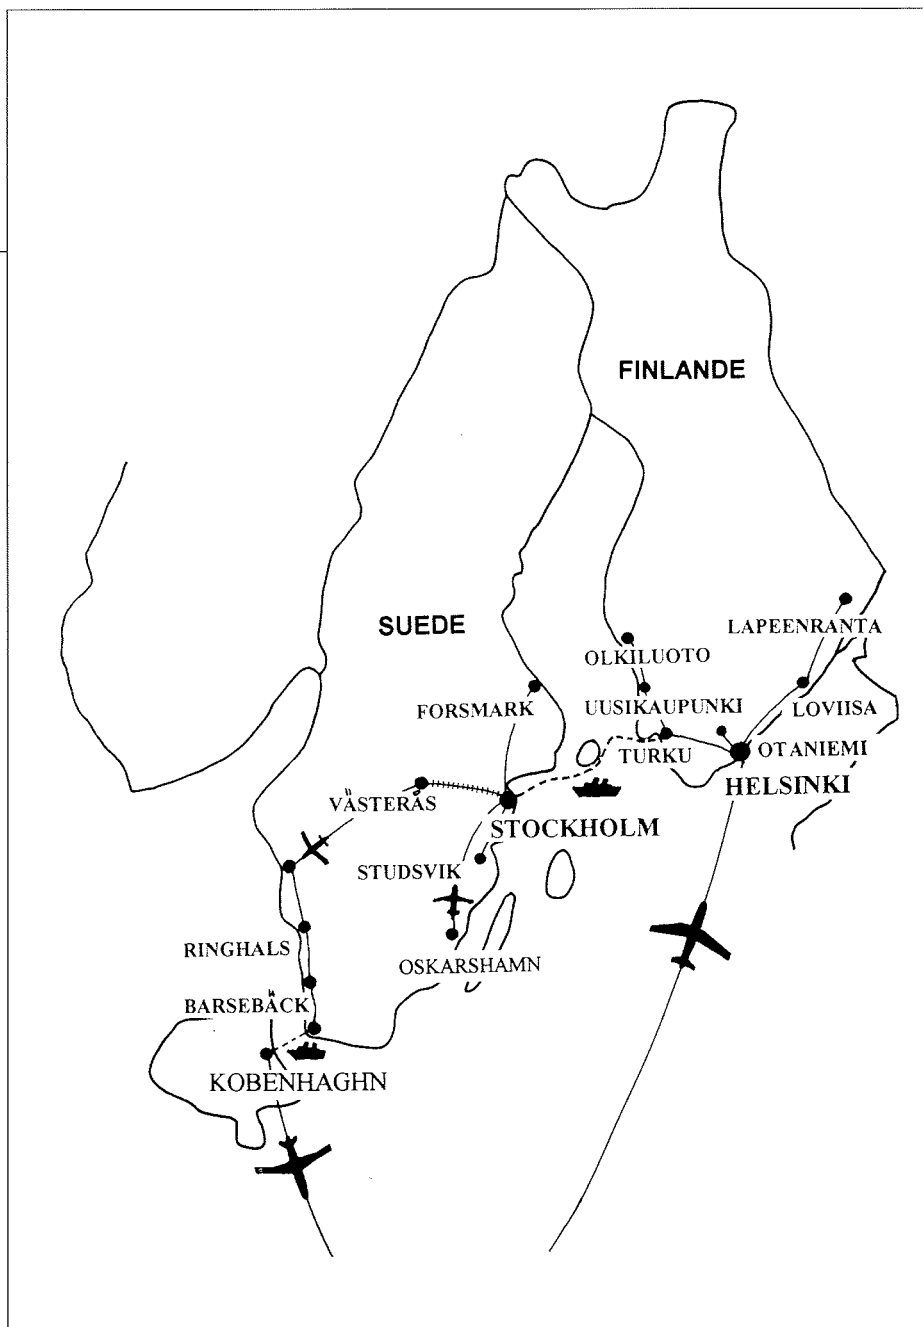 FINLANDE
SUEDE
LAPEENRANTA
OLKILUOTO
FORSMARK
UUSIKAUPUNKI
LOVIISA
TURKU
OTANIEMI
HELSINKI
VÄSTERÅS
STOCKHOLM
STUDSVIK
RINGHALS
OSKARSHAMN
BARSEBÄCK
KOBENHAGHN